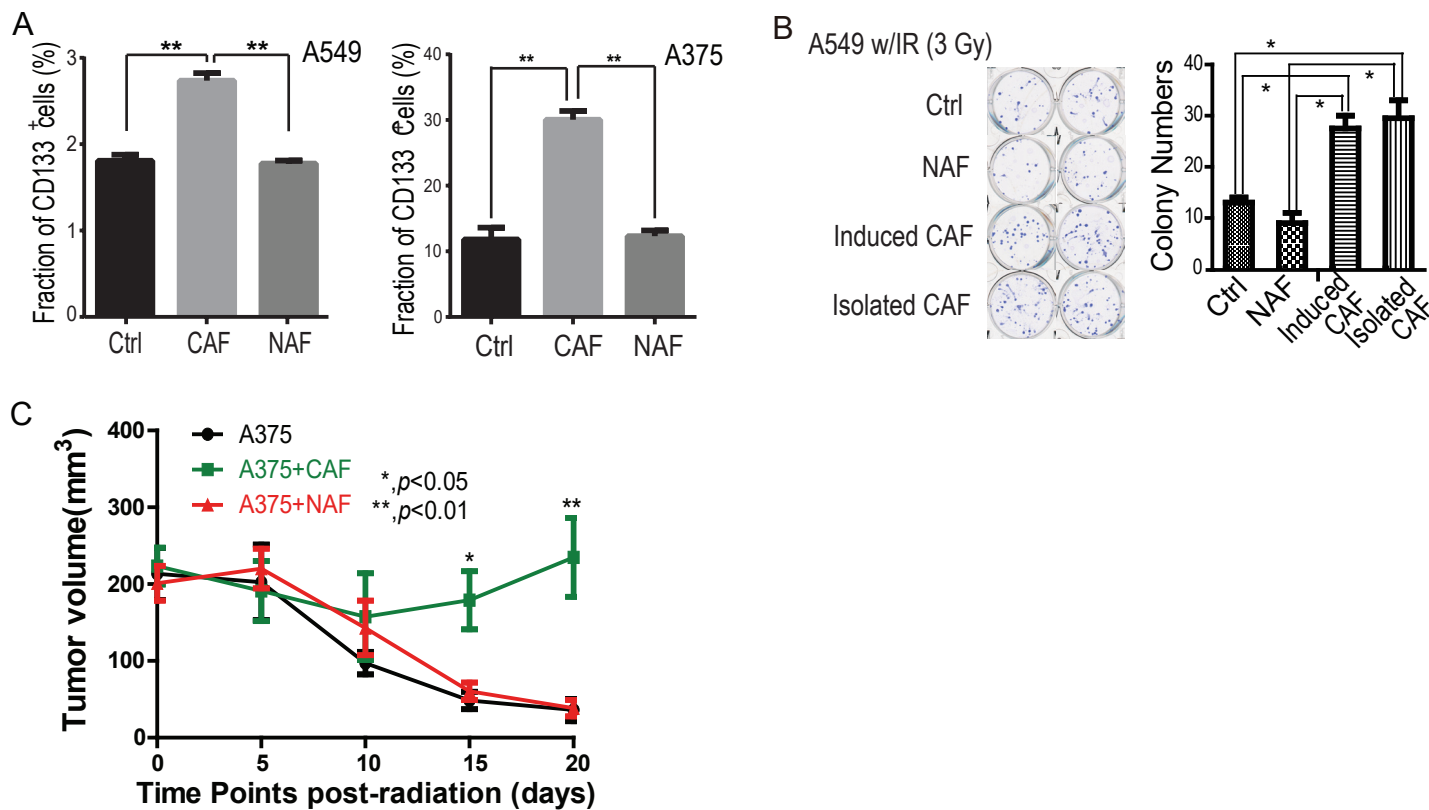 A
Fraction of CD133 + cells (%)
3
2
1
0
** **
A549
Ctrl CAF NAF
Fraction of CD133 Cells (%)
40
30
20
10
0
** **
A375
Ctrl CAF NAF
B
A549 w/IR (3 Gy)
Ctrl
NAF
Induced CAF
Isolated CAF
Colony Numbers
40
30
20
10
0
*
* *
*
Ctrl
NAF
Induced
CAF
Isolated
CAF
C
Tumor volume(mm3)
400
300
200
100
0
A375
A375+CAF
A375+NAF
*,p<0.05
**,p<0.01
*
**
0 5 10 15 20
Time Points post-radiation (days)